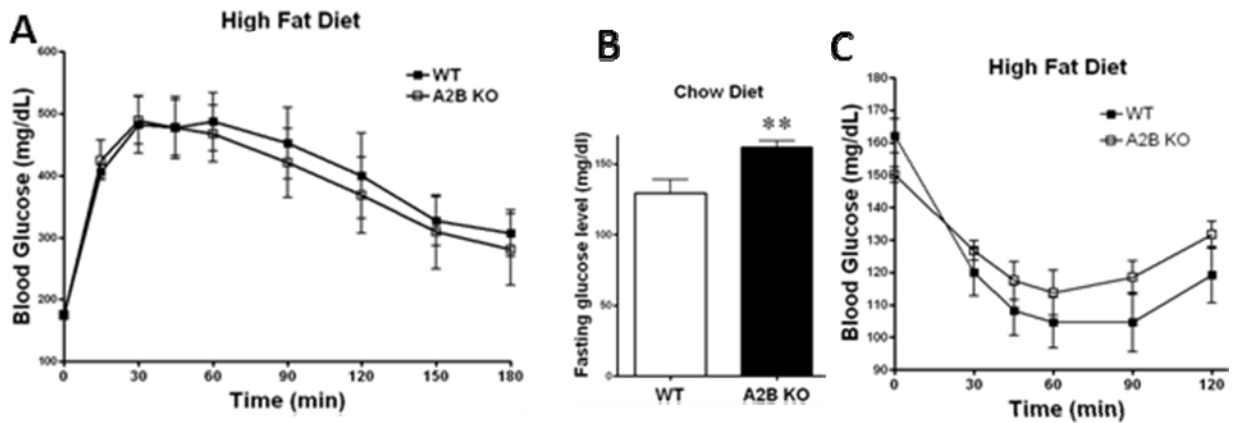 A
High Fat Diet
Blood Glucose (mg/dL)
600
500
400
300
200
100
WT
A2B KO
0
30
60
90
120
150
180
Time (min)
B
Chow Diet
Fasting glucose level (mg/dl)
**
150
100
50
0
WT
A2B KO
C
High Fat Diet
Blood Glucose (mg/dL)
180
170
160
150
140
130
120
110
100
90
WT
A2B KO
0
30
60
90
120
Time (min)